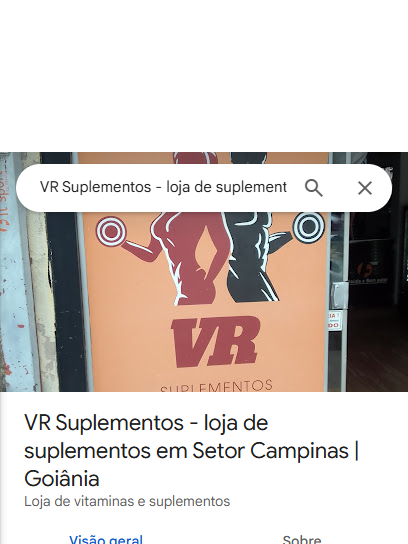 VR Suplementos - loja de suplement
VR
SUPLEMENTOS
VR Suplementos - loja de
suplementos em Setor Campinas |
Goiânia
Loja de vitaminas e suplementos
Visão geral
Sobre